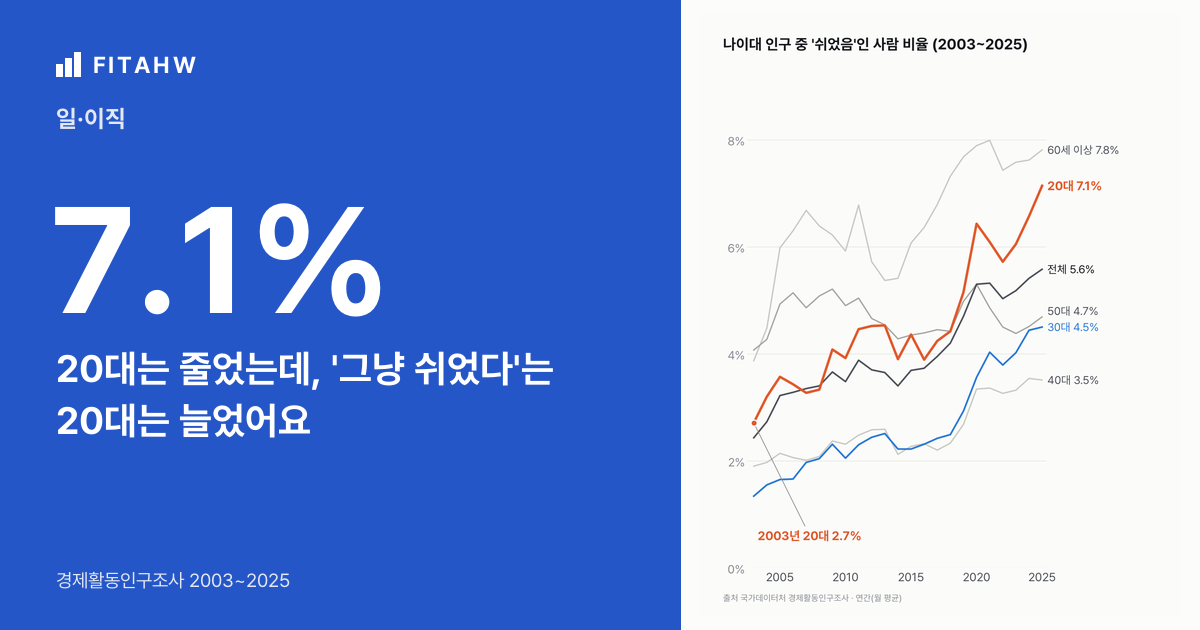 FITAHW
일·이직
7.1%
20대는 줄었는데, '그냥 쉬었다'는
20대는 늘었어요
경제활동인구조사 2003~2025
나이대 인구 중 '쉬었음'인 사람 비율 (2003~2025)
8%
6%
4%
2%
0%
60세 이상 7.8%
20대 7.1%
전체 5.6%
50대 4.7%
30대 4.5%
40대 3.5%
2003년 20대 2.7%
2005 2010 2015 2020 2025
출처 국가데이터처 경제활동인구조사 · 연간(월 평균)